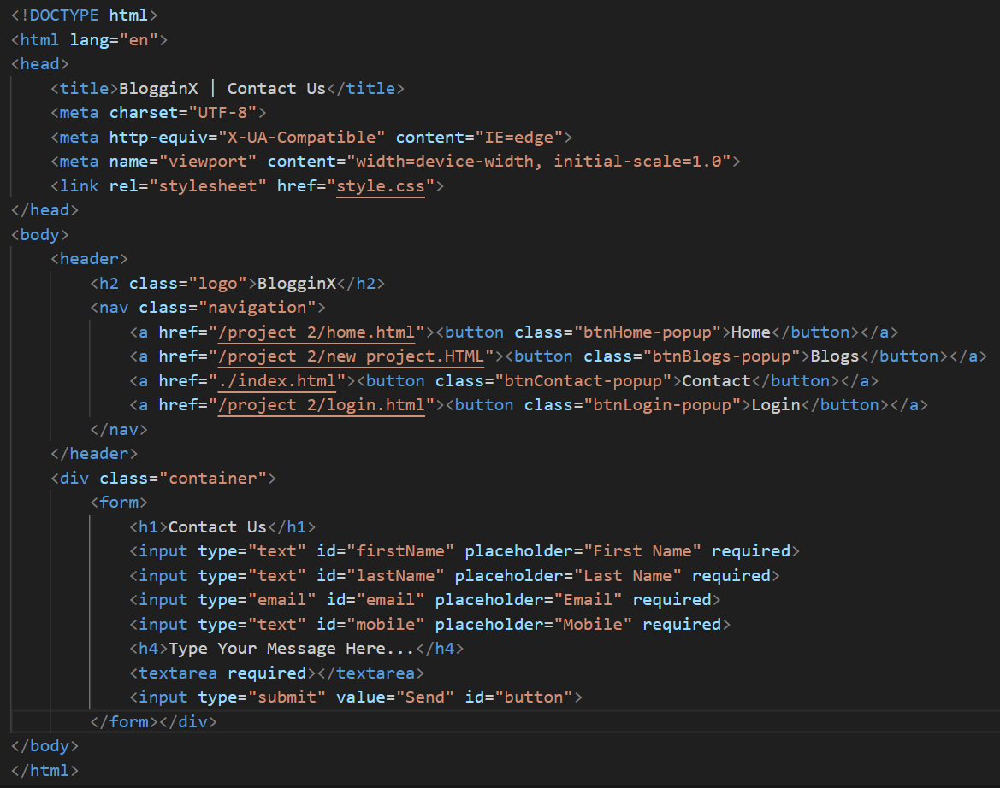 <!DOCTYPE html>
<html lang="en">
<head>
    <title>BlogginX | Contact Us</title>
    <meta charset="UTF-8">
    <meta http-equiv="X-UA-Compatible" content="IE=edge">
    <meta name="viewport" content="width=device-width, initial-scale=1.0">
    <link rel="stylesheet" href="style.css">
</head>
<body>
    <header>
        <h2 class="logo">BlogginX</h2>
        <nav class="navigation">
            <a href="/project 2/home.html"><button class="btnHome-popup">Home</button></a>
            <a href="/project 2/new project.HTML"><button class="btnBlogs-popup">Blogs</button></a>
            <a href="./index.html"><button class="btnContact-popup">Contact</button></a>
            <a href="/project 2/login.html"><button class="btnLogin-popup">Login</button></a>
        </nav>
    </header>
    <div class="container">
        <form>
            <h1>Contact Us</h1>
            <input type="text" id="firstName" placeholder="First Name" required>
            <input type="text" id="lastName" placeholder="Last Name" required>
            <input type="email" id="email" placeholder="Email" required>
            <input type="text" id="mobile" placeholder="Mobile" required>
            <h4>Type Your Message Here...</h4>
            <textarea required></textarea>
            <input type="submit" value="Send" id="button">
        </form></div>
</body>
</html>